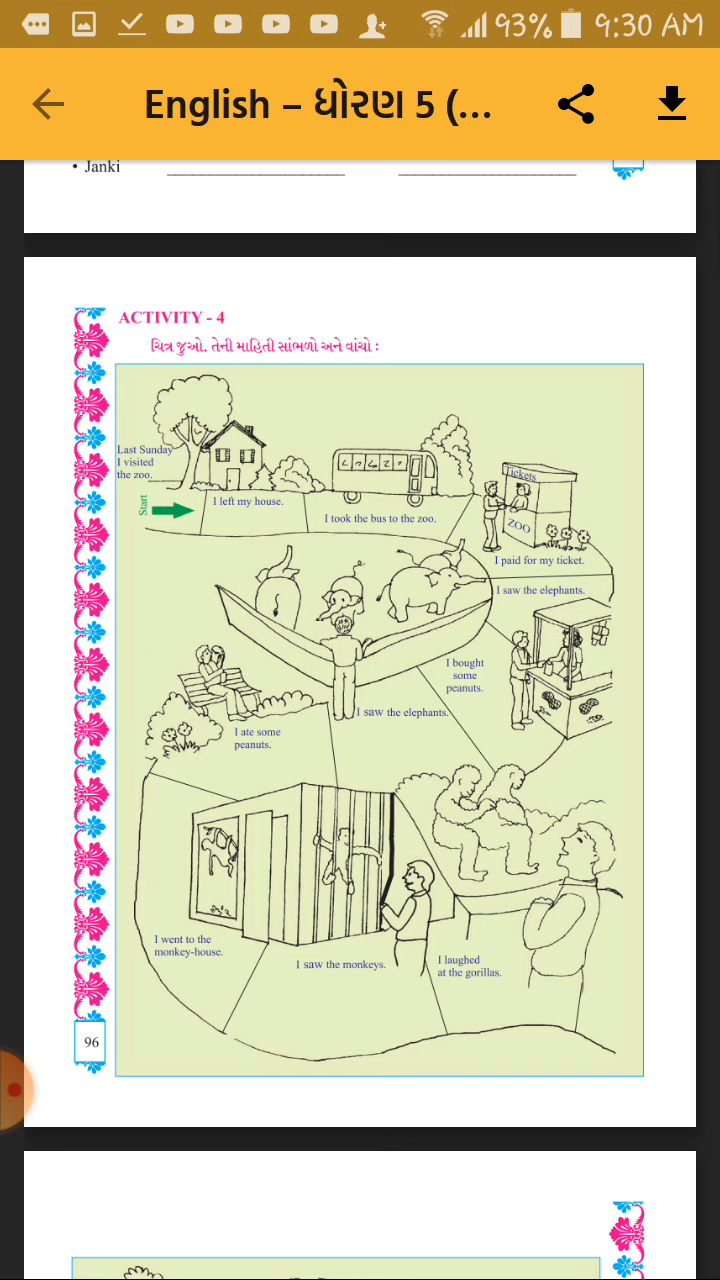 93% 9:30 AM
English – ધોરણ 5 (...
• Janki
ACTIVITY - 4
ચિત્ર જુઓ. તેની માહિતી સાંભળો અને વાંચો :
Last Sunday
I visited
the zoo.
Start
I left my house.
I took the bus to the zoo.
Tickets
ZOO
I paid for my ticket.
I saw the elephants.
I bought
some
peanuts.
I saw the elephants.
I ate some
peanuts.
I went to the
monkey-house.
I saw the monkeys.
I laughed
at the gorillas.
96